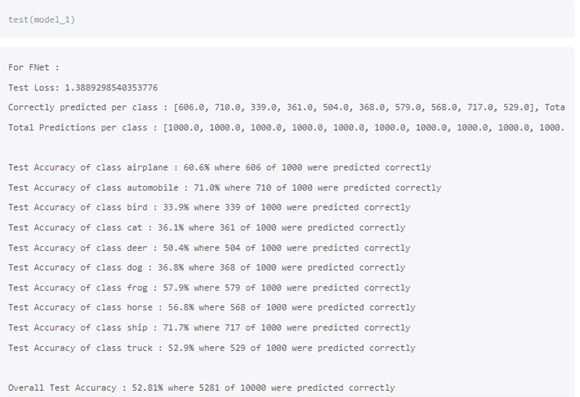 test(model_1)
For FNet :
Test Loss: 1.3889298540353776
Correctly predicted per class : [606.0, 710.0, 339.0, 361.0, 504.0, 368.0, 579.0, 568.0, 717.0, 529.0], Tota
Total Predictions per class : [1000.0, 1000.0, 1000.0, 1000.0, 1000.0, 1000.0, 1000.0, 1000.0, 1000.0, 1000.
Test Accuracy of class airplane : 60.6% where 606 of 1000 were predicted correctly
Test Accuracy of class automobile : 71.0% where 710 of 1000 were predicted correctly
Test Accuracy of class bird : 33.9% where 339 of 1000 were predicted correctly
Test Accuracy of class cat : 36.1% where 361 of 1000 were predicted correctly
Test Accuracy of class deer : 50.4% where 504 of 1000 were predicted correctly
Test Accuracy of class dog : 36.8% where 368 of 1000 were predicted correctly
Test Accuracy of class frog : 57.9% where 579 of 1000 were predicted correctly
Test Accuracy of class horse : 56.8% where 568 of 1000 were predicted correctly
Test Accuracy of class ship : 71.7% where 717 of 1000 were predicted correctly
Test Accuracy of class truck : 52.9% where 529 of 1000 were predicted correctly
Overall Test Accuracy : 52.81% where 5281 of 10000 were predicted correctly